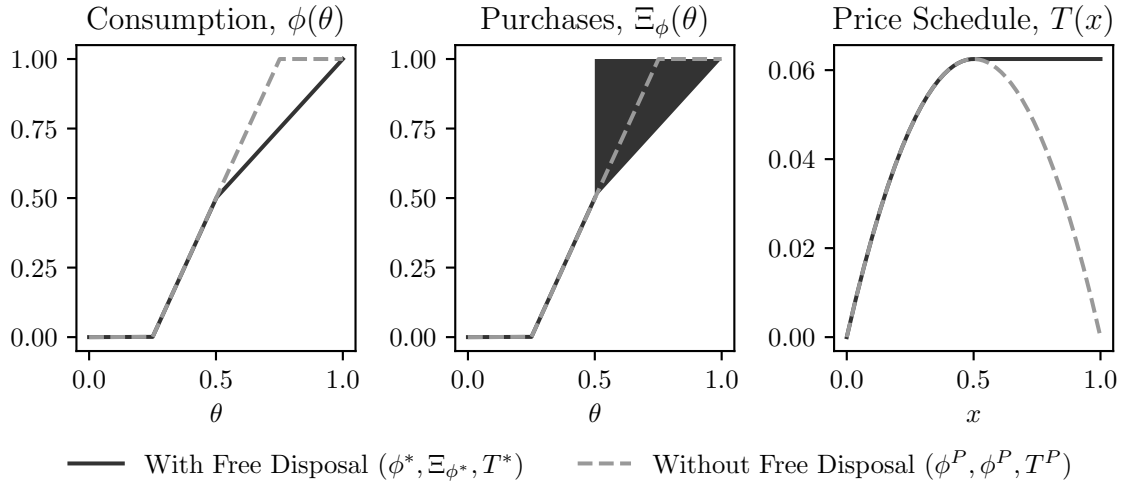 Consumption, ϕ(θ)
Purchases, Ξ_ϕ(θ)
Price Schedule, T(x)
1.00
0.75
0.50
0.25
0.00
0.0 0.5 1.0
θ
1.00
0.75
0.50
0.25
0.00
0.0 0.5 1.0
θ
0.06
0.04
0.02
0.00
0.0 0.5 1.0
x
With Free Disposal (ϕ*, Ξ_ϕ*, T*)
Without Free Disposal (ϕ^P, ϕ^P, T^P)